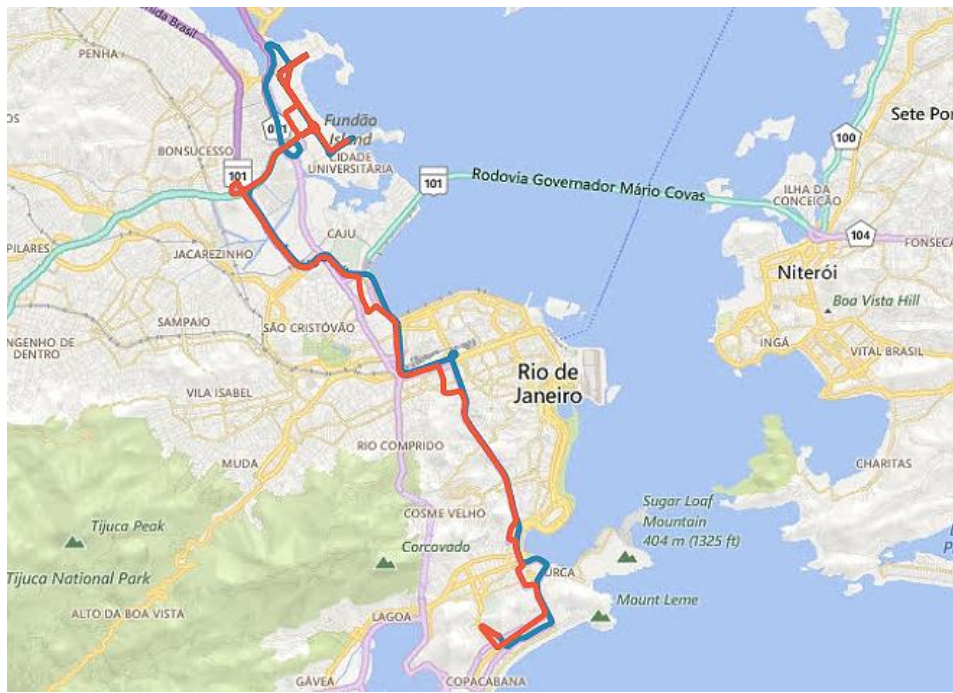 PENHA
Sete Pon
Fundão
Island
100
BONSUCESSO
CIDADE
UNIVERSITÁRIA
101
101
Rodovia Governador Mário Covas
ILHA DA
CONCEIÇÃO
CAJU
104
FONSECA
PILARES
JACAREZINHO
Niterói
Boa Vista Hill
SAMPAIO
SÃO CRISTÓVÃO
NGENHO DE
DENTRO
INGÁ
VITAL BRASIL
Rio de
Janeiro
VILA ISABEL
RIO COMPRIDO
MUDA
CHARITAS
Sugar Loaf
Mountain
404 m (1325 ft)
COSME VELHO
Tijuca Peak
Corcovado
Tijuca National Park
URCA
Mount Leme
ALTO DA BOA VISTA
LAGOA
GÁVEA
COPACABANA